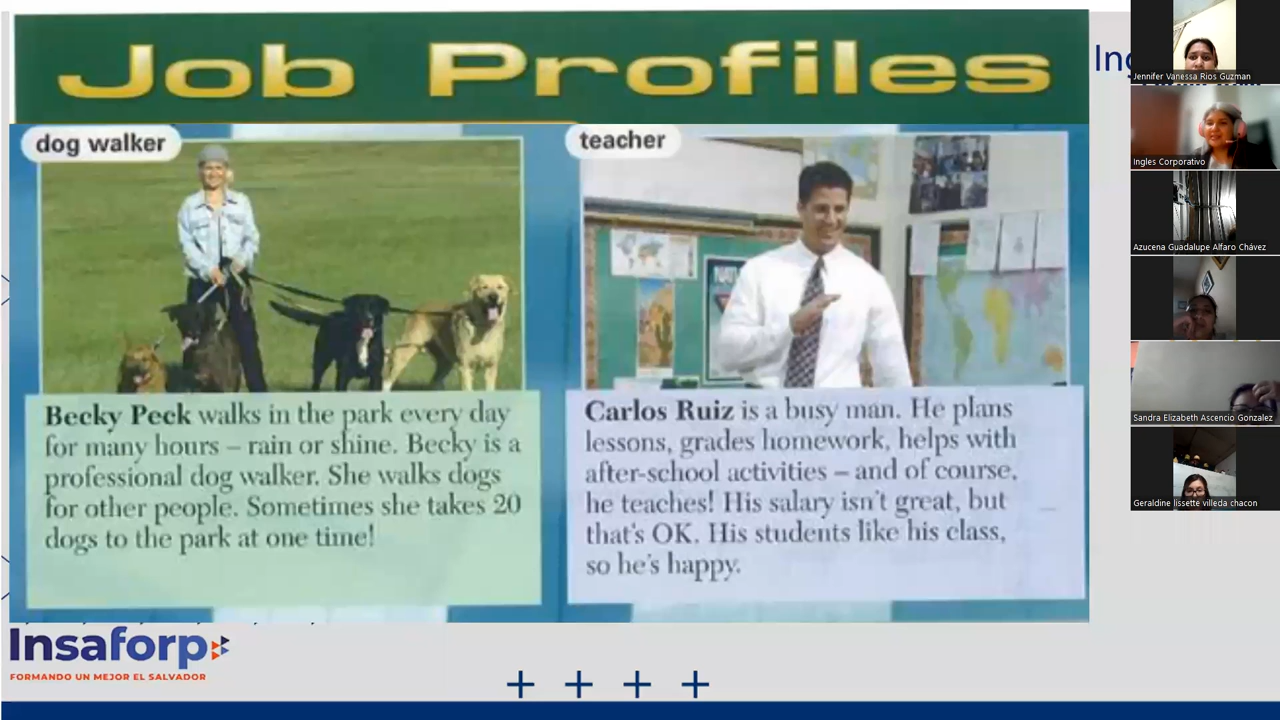 Job Profiles
dog walker
Becky Peck walks in the park every day
for many hours – rain or shine. Becky is a
professional dog walker. She walks dogs
for other people. Sometimes she takes 20
dogs to the park at one time!
teacher
Carlos Ruiz is a busy man. He plans
lessons, grades homework, helps with
after-school activities – and of course,
he teaches! His salary isn't great, but
that's OK. His students like his class,
so he's happy.
Insaforp
FORMANDO UN MEJOR EL SALVADOR
Jennifer Vanessa Rios Guzman
Ingles Corporativo
Azucena Guadalupe Alfaro Chávez
Sandra Elizabeth Ascencio Gonzalez
Geraldine lissette villeda chacon